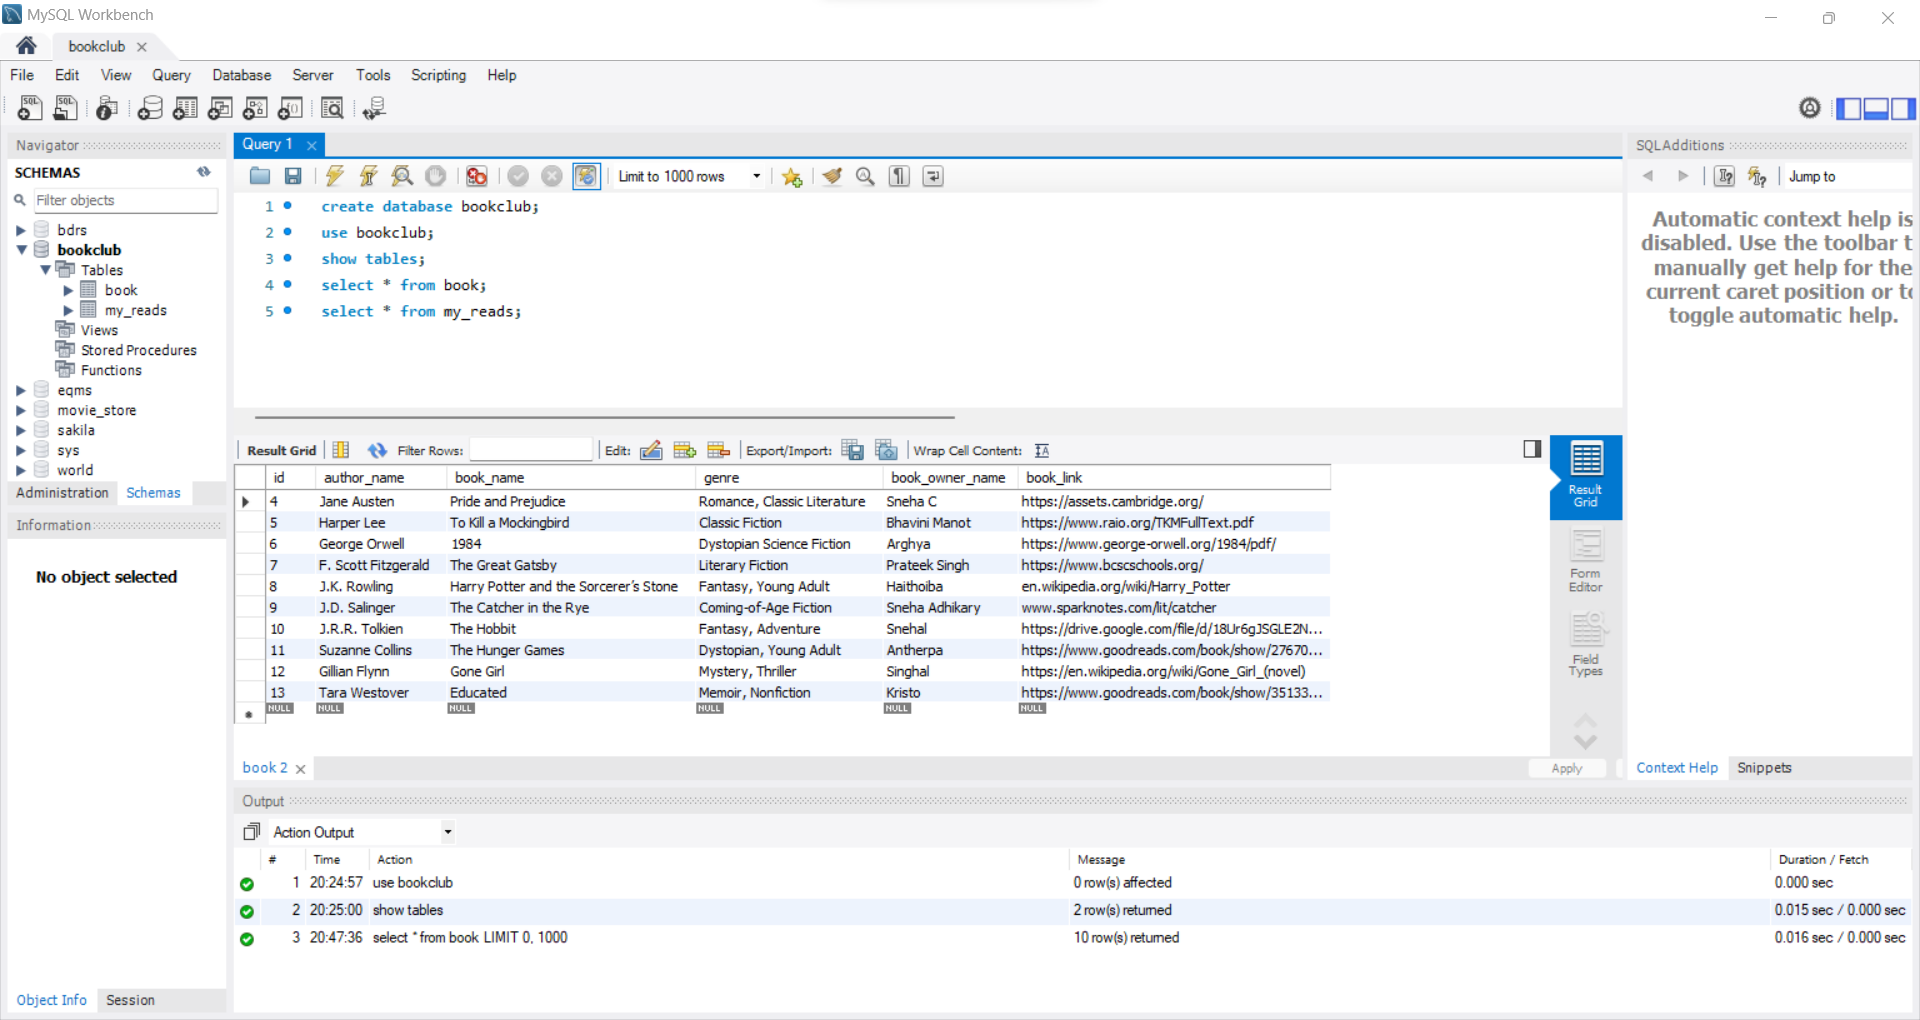 MySQL Workbench
bookclub
File Edit View Query Database Server Tools Scripting Help
Navigator
SCHEMAS
Filter objects
bdrs
bookclub
Tables
book
my_reads
Views
Stored Procedures
Functions
eqms
movie_store
sakila
sys
world
Administration Schemas
Information
No object selected
Object Info Session
Query 1
Limit to 1000 rows
1 create database bookclub;
2 use bookclub;
3 show tables;
4 select * from book;
5 select * from my_reads;
Result Grid Filter Rows: Edit: Export/Import: Wrap Cell Content:
id author_name book_name genre book_owner_name book_link
4 Jane Austen Pride and Prejudice Romance, Classic Literature Sneha C https://assets.cambridge.org/
5 Harper Lee To Kill a Mockingbird Classic Fiction Bhavini Manot https://www.raio.org/TKMFullText.pdf
6 George Orwell 1984 Dystopian Science Fiction Arghya https://www.george-orwell.org/1984/pdf/
7 F. Scott Fitzgerald The Great Gatsby Literary Fiction Prateek Singh https://www.bcscschools.org/
8 J.K. Rowling Harry Potter and the Sorcerer's Stone Fantasy, Young Adult Haithoiba en.wikipedia.org/wiki/Harry_Potter
9 J.D. Salinger The Catcher in the Rye Coming-of-Age Fiction Sneha Adhikary www.sparknotes.com/lit/catcher
10 J.R.R. Tolkien The Hobbit Fantasy, Adventure Snehal https://drive.google.com/file/d/18Ur6gJSGLE2N...
11 Suzanne Collins The Hunger Games Dystopian, Young Adult Antherpa https://www.goodreads.com/book/show/27670...
12 Gillian Flynn Gone Girl Mystery, Thriller Singhal https://en.wikipedia.org/wiki/Gone_Girl_(novel)
13 Tara Westover Educated Memoir, Nonfiction Kristo https://www.goodreads.com/book/show/35133...
NULL NULL NULL NULL NULL NULL
Result
Grid
Form
Editor
Field
Types
book 2
Apply
SQLAdditions
Jump to
Automatic context help is
disabled. Use the toolbar t
manually get help for the
current caret position or to
toggle automatic help.
Context Help Snippets
Output
Action Output
# Time Action Message Duration / Fetch
1 20:24:57 use bookclub 0 row(s) affected 0.000 sec
2 20:25:00 show tables 2 row(s) returned 0.015 sec / 0.000 sec
3 20:47:36 select * from book LIMIT 0, 1000 10 row(s) returned 0.016 sec / 0.000 sec